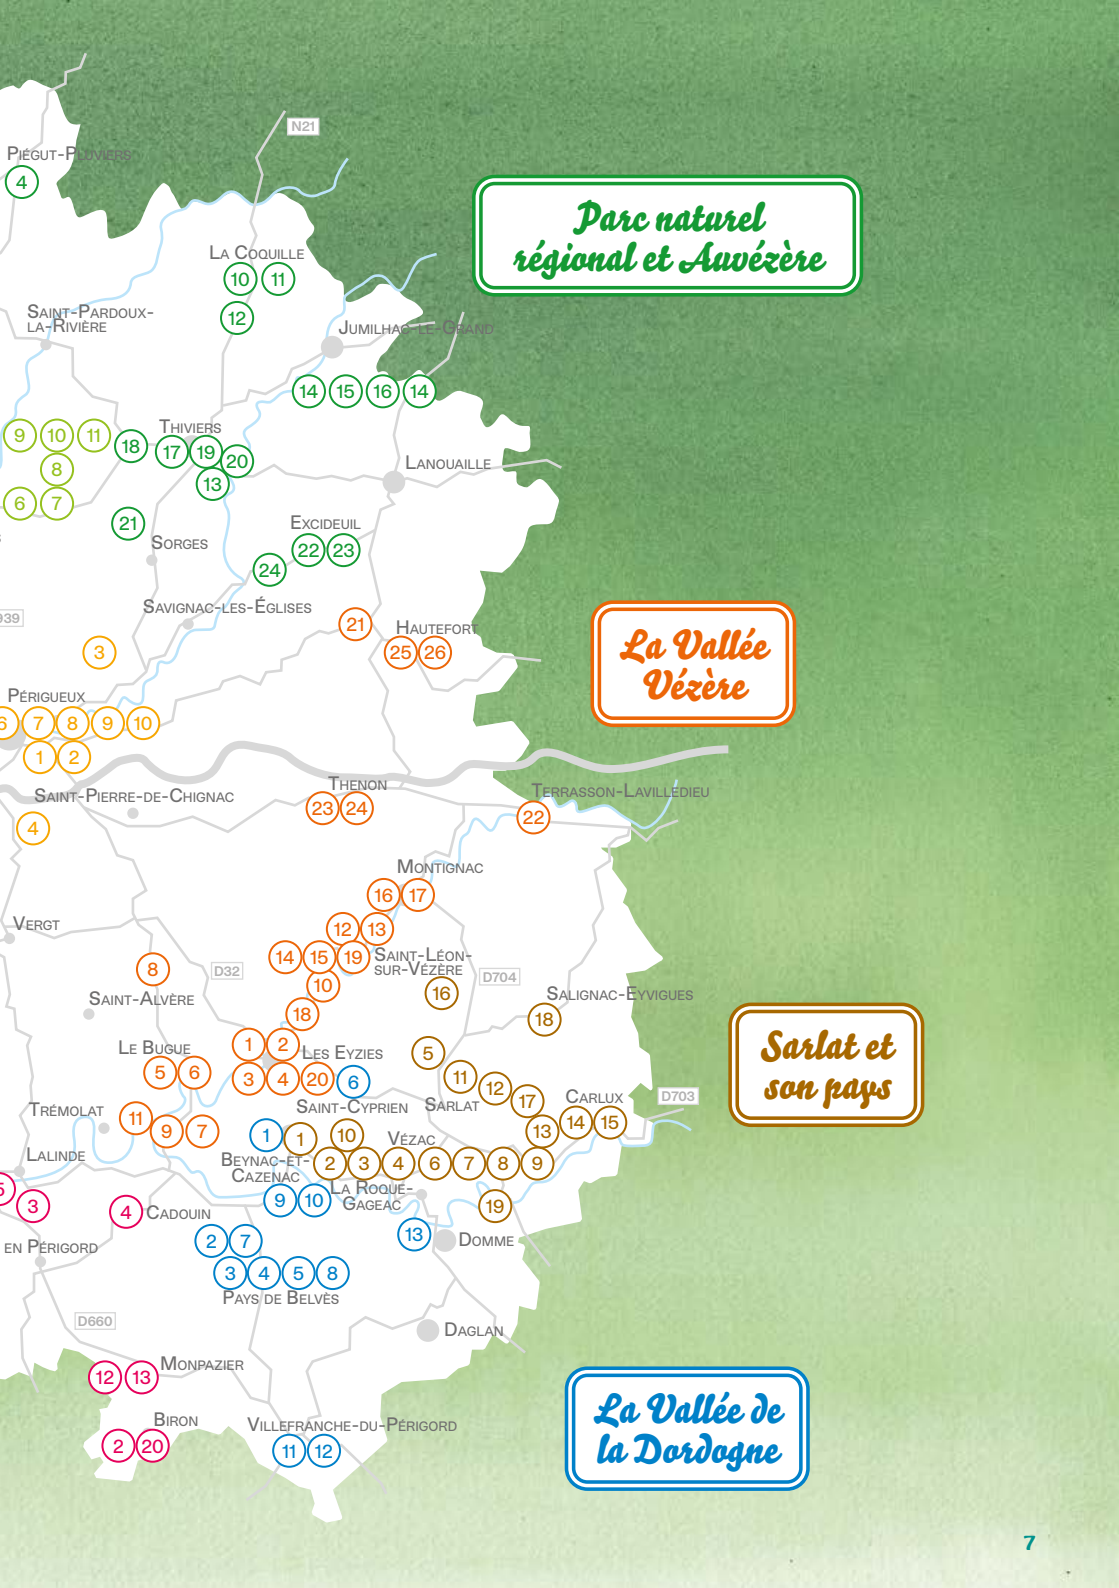 N21
Piégut-Pluviers
4
La Coquille
10 11
12
Saint-Pardoux-
la-Rivière
Jumilhac-le-Grand
14 15 16 14
Parc naturel
régional et Auvézère
Thiviers
9 10 11
18 17 19 20
8
13
6 7
Lanouaille
21
Sorges
Excideuil
22 23
24
Savignac-les-Églises
939
21
Hautefort
25 26
3
La Vallée
Vézère
Périgueux
6 7 8 9 10
1 2
Saint-Pierre-de-Chignac
4
Thenon
23 24
Terrasson-Lavilledieu
22
Montignac
16 17
12 13
Vergt
14 15 19
Saint-Léon-
sur-Vézère
8
D32
D704
10
16
Saint-Alvère
18
Salignac-Eyvigues
18
Sarlat et
son pays
Le Bugue
5 6
1 2
Les Eyzies
3 4 20 6
5
11 12 17
Sarlat
Carlux
D703
Saint-Cyprien
Trémolat
11
9 7
1 1 10
Vézac
13 14 15
2 3 4 6 7 8 9
Beynac-et-
Cazenac
Lalinde
5
3
4
Cadouin
9 10
La Roque-
Gageac
19
13
Domme
en Périgord
2 7
3 4 5 8
Pays de Belvès
D660
Daglan
Monpazier
12 13
Biron
2 20
Villefranche-du-Périgord
11 12
La Vallée de
la Dordogne
7